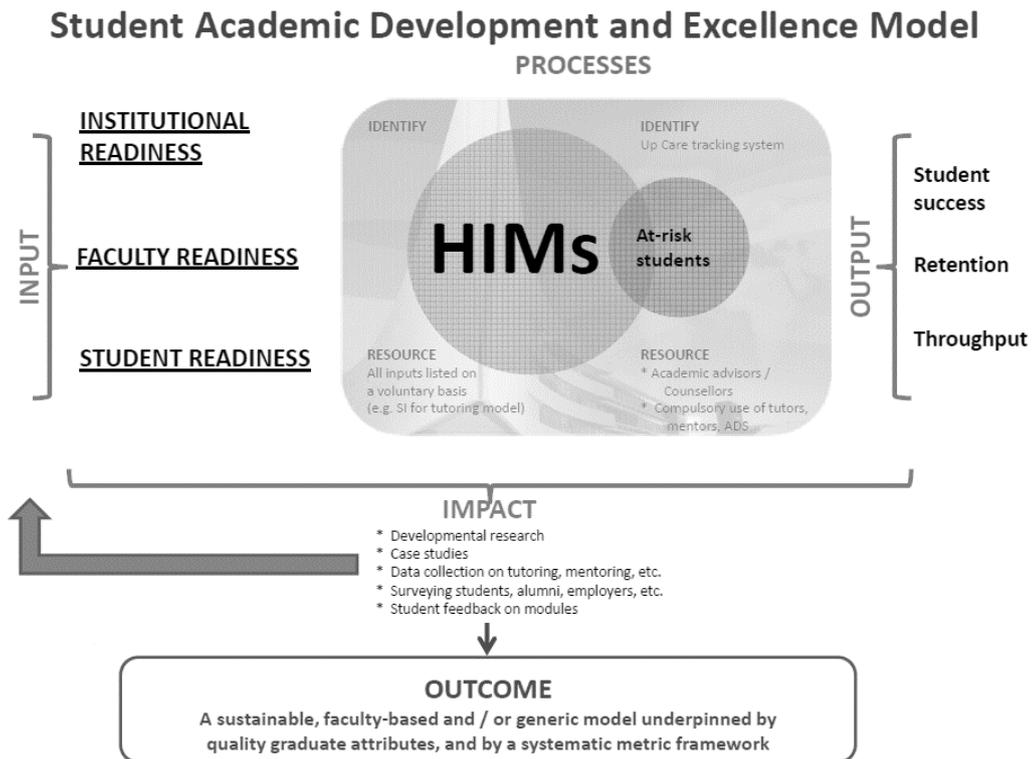 Student Academic Development and Excellence Model
PROCESSES
INPUT
INSTITUTIONAL
READINESS
FACULTY READINESS
STUDENT READINESS
IDENTIFY
IDENTIFY
Up Care tracking system
HIMs
At-risk
students
RESOURCE
All inputs listed on
a voluntary basis
(e.g. SI for tutoring model)
RESOURCE
* Academic advisors /
Counsellors
* Compulsory use of tutors,
mentors, ADS
OUTPUT
Student
success
Retention
Throughput
IMPACT
* Developmental research
* Case studies
* Data collection on tutoring, mentoring, etc.
* Surveying students, alumni, employers, etc.
* Student feedback on modules
OUTCOME
A sustainable, faculty-based and / or generic model underpinned by
quality graduate attributes, and by a systematic metric framework